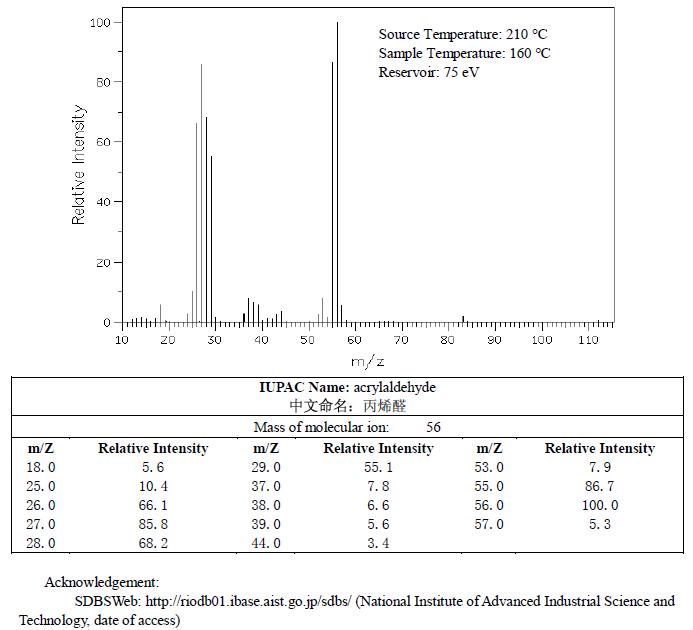 100
80
60
40
20
0
Relative Intensity
Source Temperature: 210 °C
Sample Temperature: 160 °C
Reservoir: 75 eV
10 20 30 40 50 60 70 80 90 100 110
m/z
IUPAC Name: acrylaldehyde
中文命名：丙烯醛
Mass of molecular ion: 56
m/Z Relative Intensity m/Z Relative Intensity m/Z Relative Intensity
18.0 5.6 29.0 55.1 53.0 7.9
25.0 10.4 37.0 7.8 55.0 86.7
26.0 66.1 38.0 6.6 56.0 100.0
27.0 85.8 39.0 5.6 57.0 5.3
28.0 68.2 44.0 3.4
Acknowledgement:
SDBSWeb: http://riodb01.ibase.aist.go.jp/sdbs/ (National Institute of Advanced Industrial Science and
Technology, date of access)